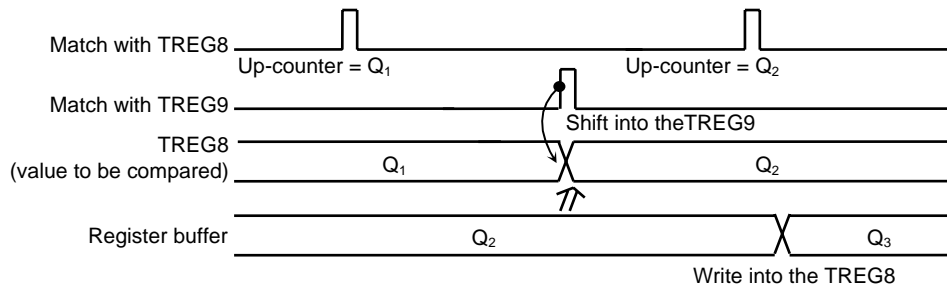 Match with TREG8
Up-counter = Q₁
Up-counter = Q₂
Match with TREG9
Shift into theTREG9
TREG8
(value to be compared)
Q₁
Q₂
Register buffer
Q₂
Q₃
Write into the TREG8